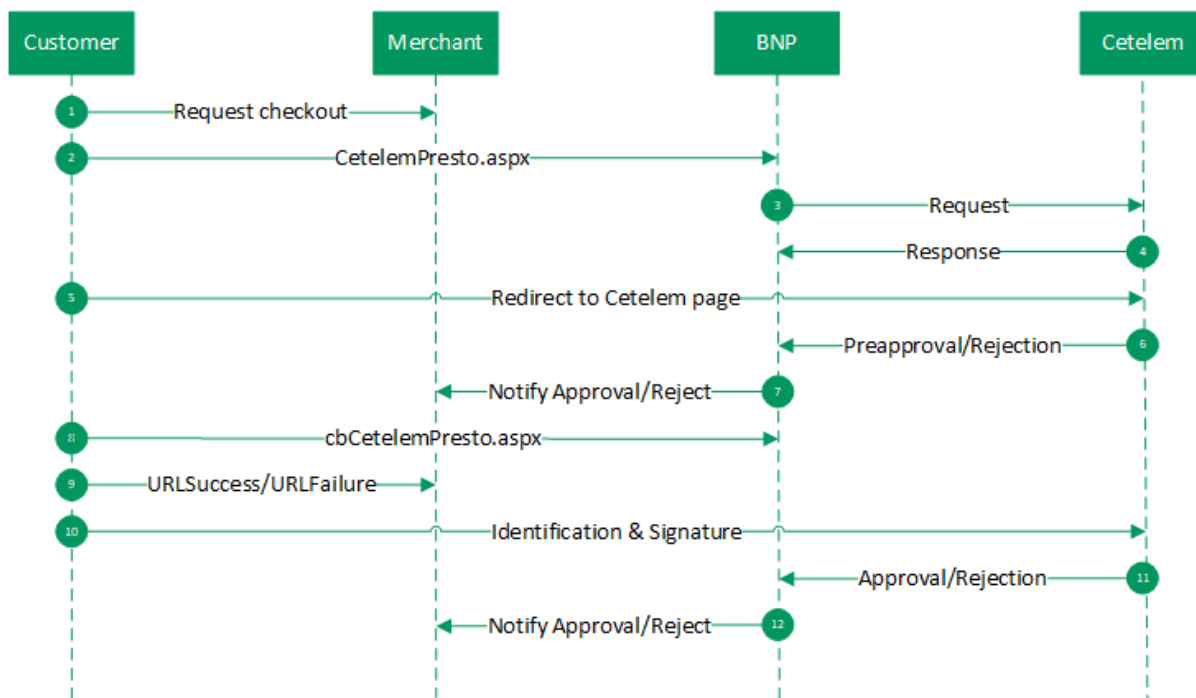 Customer
Merchant
BNP
Cetelem
1
Request checkout
2
CetelemPresto.aspx
3
Request
Response
4
5
Redirect to Cetelem page
Preapproval/Rejection
6
Notify Approval/Reject
7
8
cbCetelemPresto.aspx
9
URLSuccess/URLFailure
10
Identification & Signature
Approval/Rejection
11
Notify Approval/Reject
12